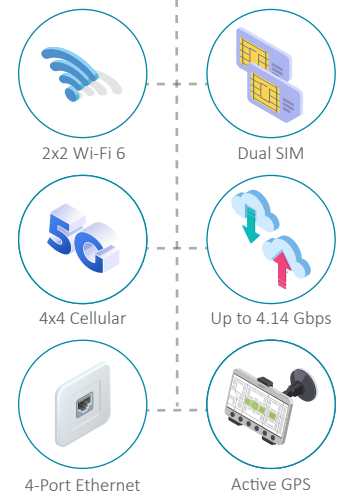 2x2 Wi-Fi 6
Dual SIM
5G
4x4 Cellular
Up to 4.14 Gbps
4-Port Ethernet
Active GPS